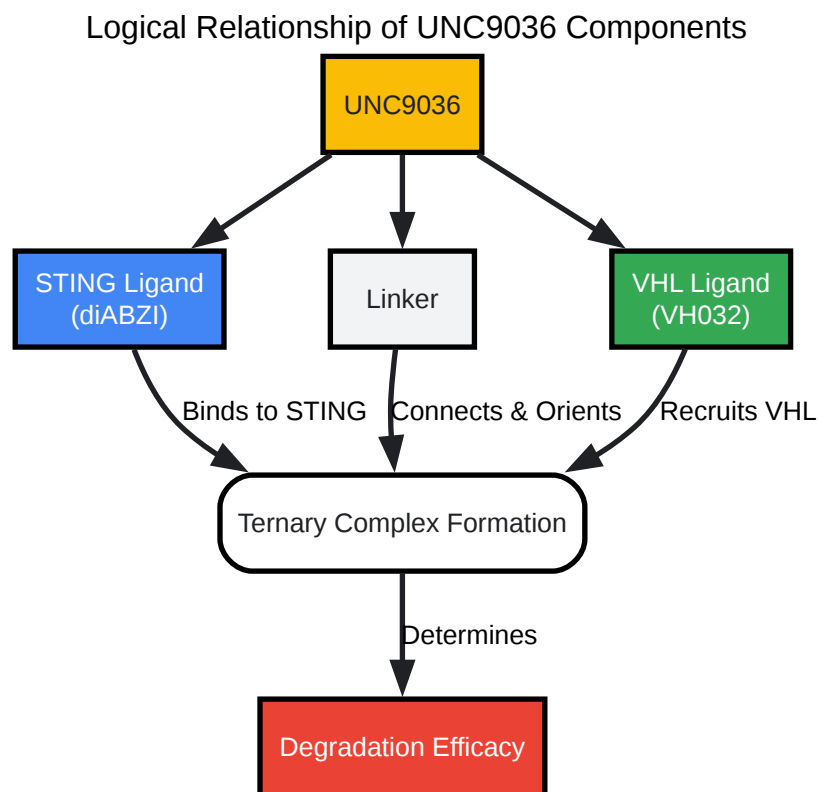 Logical Relationship of UNC9036 Components
UNC9036
STING Ligand
(diABZI)
Linker
VHL Ligand
(VH032)
Binds to STING
Connects & Orients
Recruits VHL
Ternary Complex Formation
Determines
Degradation Efficacy